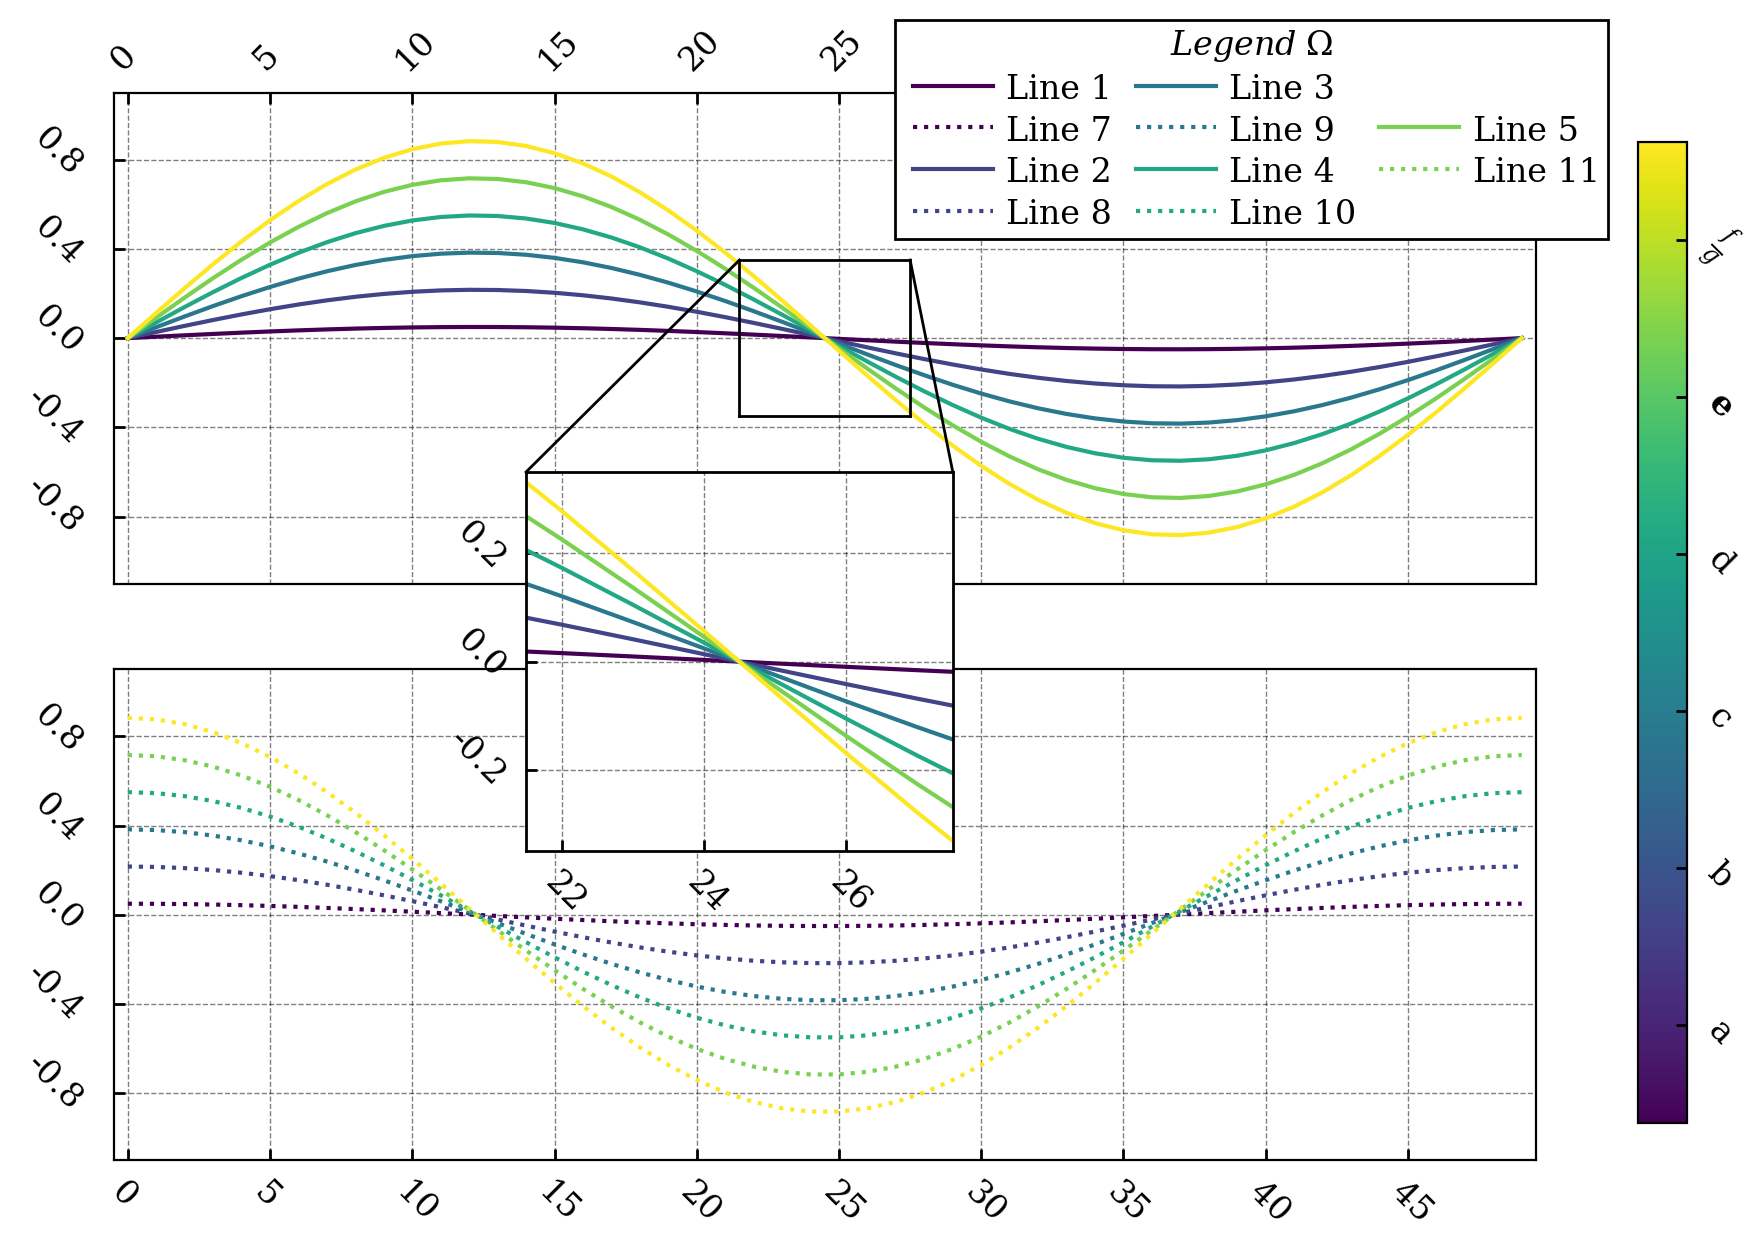 0 5 10 15 20 25
Legend Ω
Line 1 Line 3
Line 7 Line 9 Line 5
Line 2 Line 4 Line 11
Line 8 Line 10
0.8
0.4
0.0
-0.4
-0.8
0.2
0.0
-0.2
22 24 26
0.8
0.4
0.0
-0.4
-0.8
0 5 10 15 20 25 30 35 40 45
f
g
e
d
c
b
a